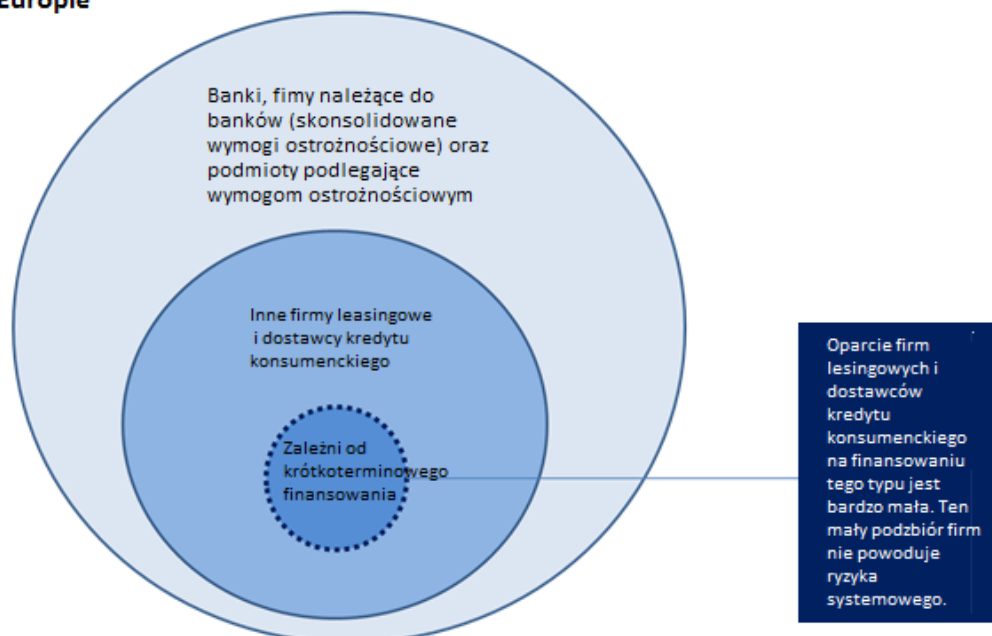 Europie
Banki, fimy należące do
banków (skonsolidowane
wymogi ostrożnościowe) oraz
podmioty podlegające
wymogom ostrożnościowym
Inne firmy leasingowe
i dostawcy kredytu
konsumenckiego
Zależni od
krótkoterminowego
finansowania
Oparcie firm
lesingowych i
dostawców
kredytu
konsumenckiego
na finansowaniu
tego typu jest
bardzo mała. Ten
mały podzbiór firm
nie powoduje
ryzyka
systemowego.